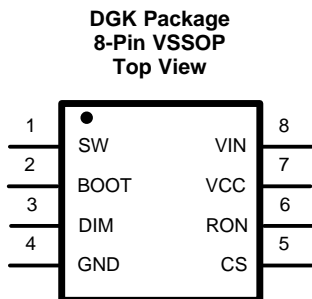 DGK Package
8-Pin VSSOP
Top View
1 SW VIN 8
2 BOOT VCC 7
3 DIM RON 6
4 GND CS 5